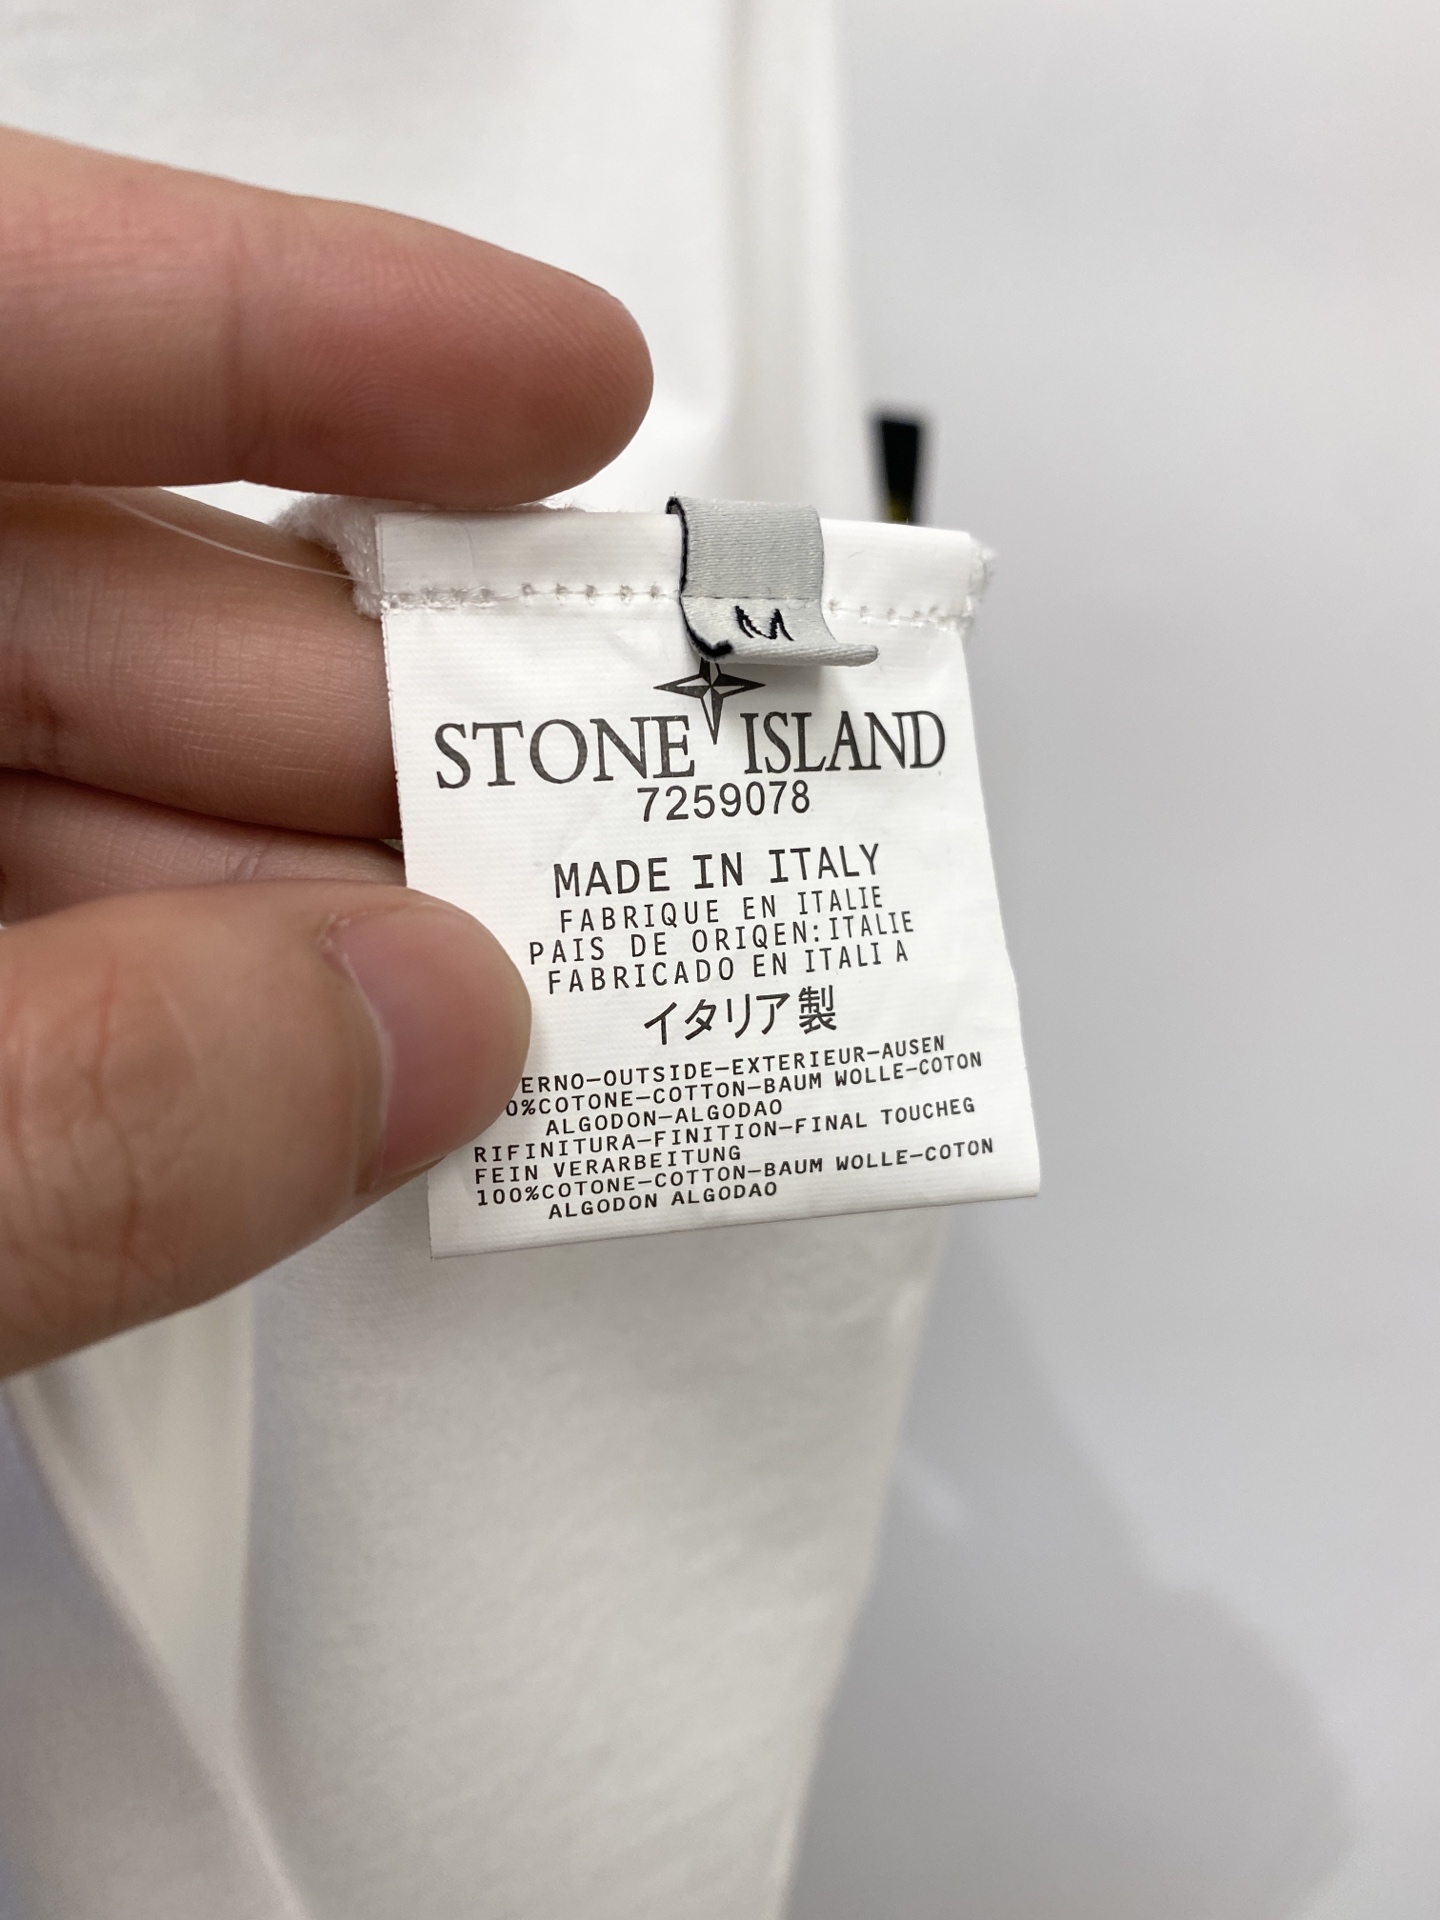 M
STONE ISLAND
7259078
MADE IN ITALY
FABRIQUE EN ITALIE
PAIS DE ORIQEN:ITALIE
FABRICADO EN ITALI A
イタリア製
ERNO-OUTSIDE-EXTERIEUR-AUSEN
0%COTONE-COTTON-BAUM WOLLE-COTON
ALGODON-ALGODAO
RIFINITURA-FINITION-FINAL TOUCHEG
FEIN VERARBEITUNG
100%COTONE-COTTON-BAUM WOLLE-COTON
ALGODON ALGODAO